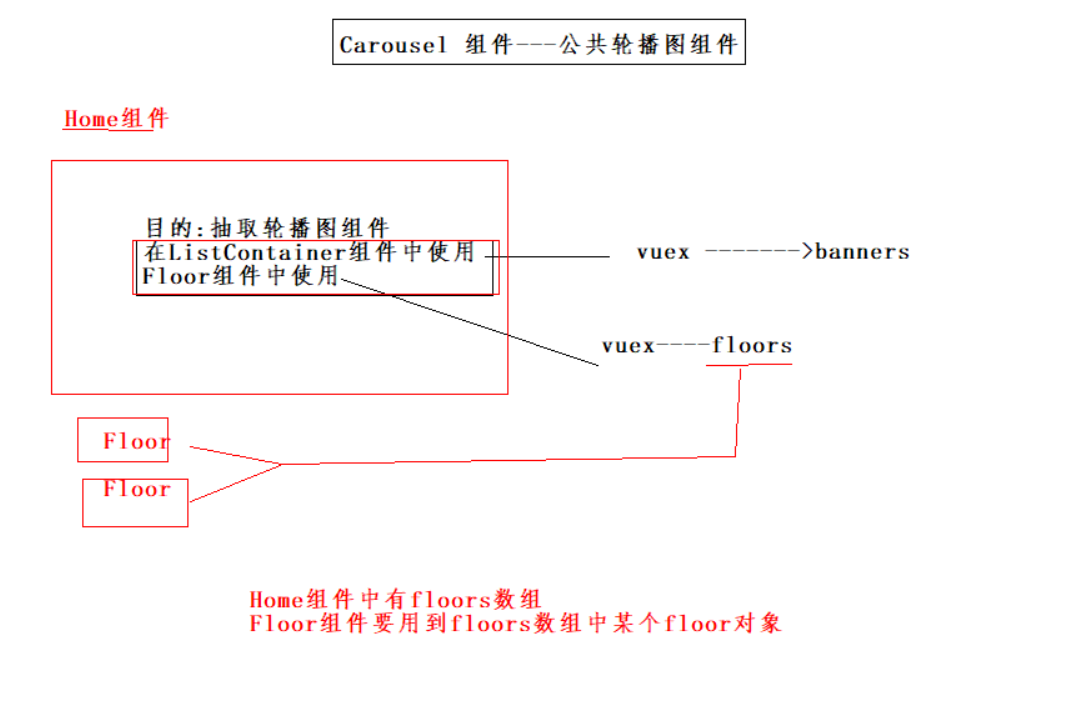 Carousel 组件---公共轮播图组件
Home组件
目的:抽取轮播图组件
在ListContainer组件中使用
vuex ------->banners
Floor组件中使用
vuex----floors
Floor
Floor
Home组件中有floors数组
Floor组件要用到floors数组中某个floor对象